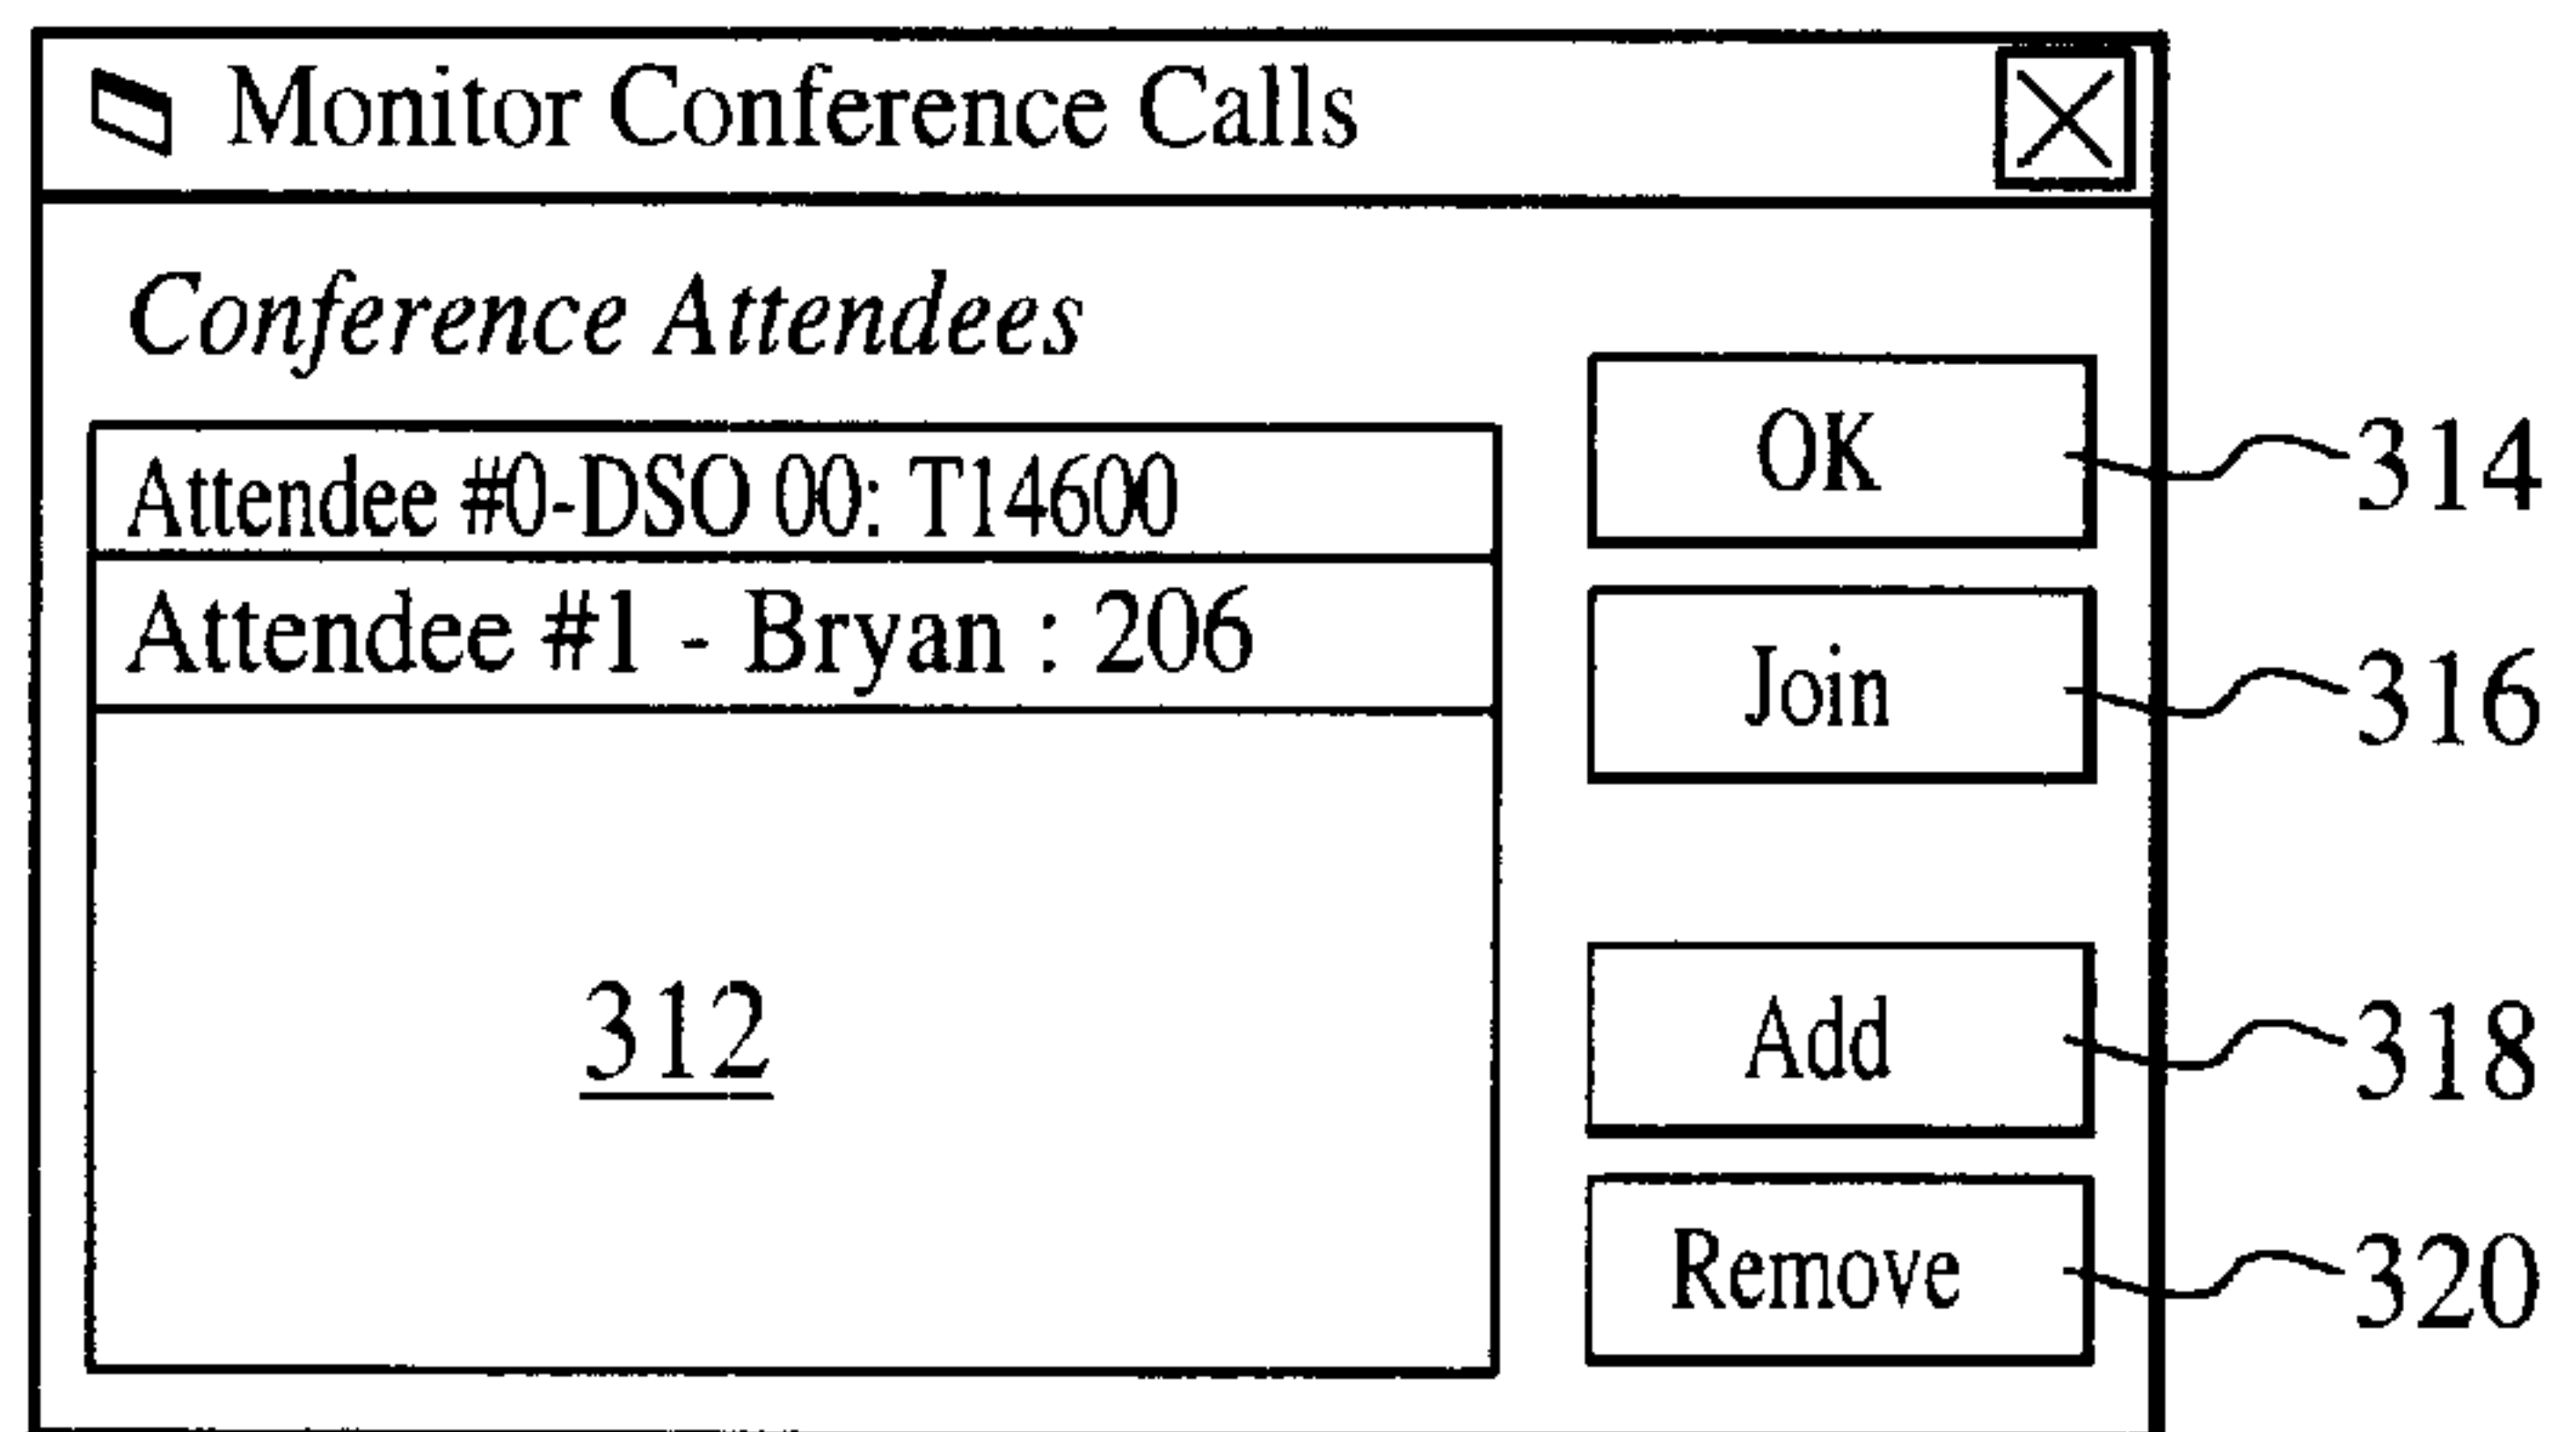 Monitor Conference Calls
Conference Attendees
Attendee #0-DSO 00: T14600
Attendee #1 - Bryan : 206
312
OK
314
Join
316
Add
318
Remove
320